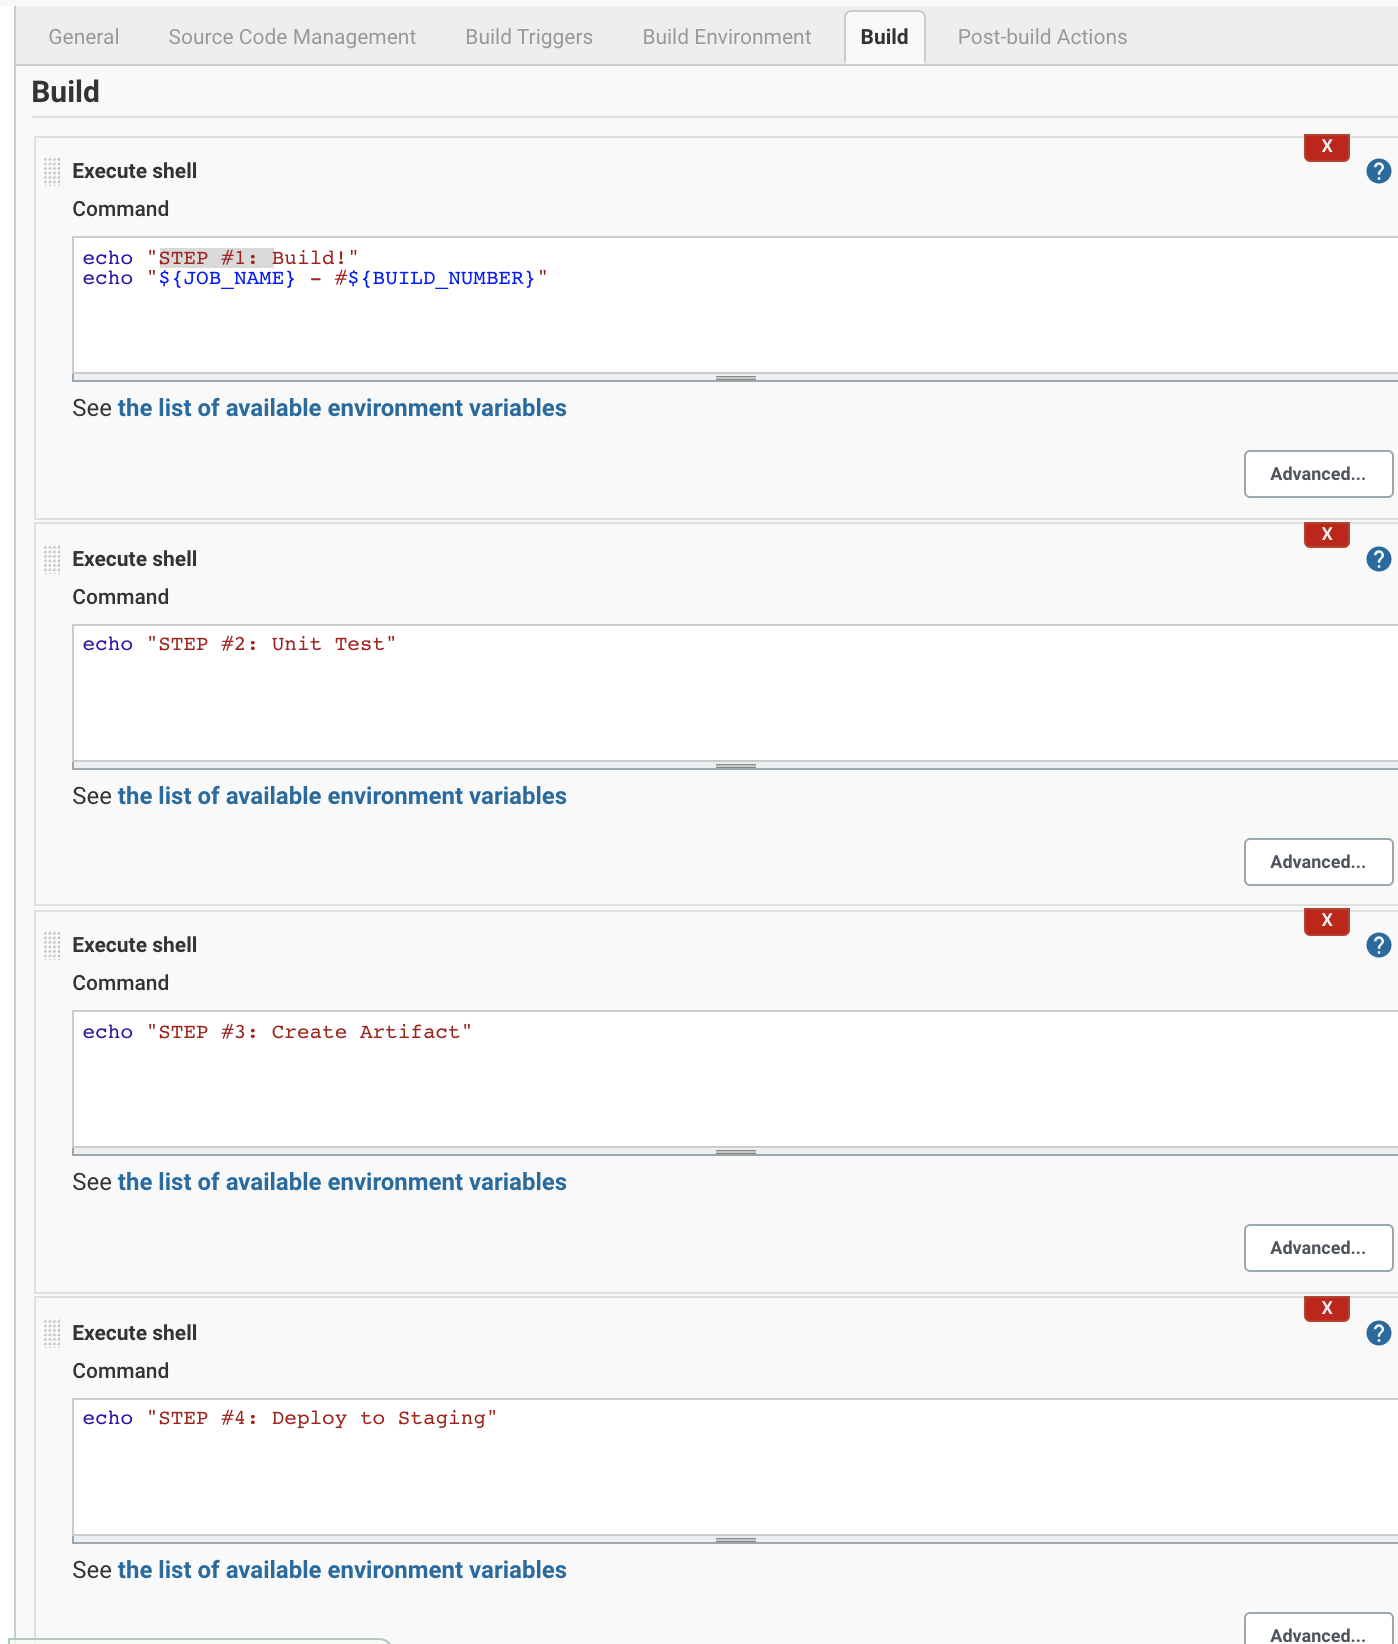 General Source Code Management Build Triggers Build Environment Build Post-build Actions
Build
X
Execute shell
?
Command
echo "STEP #1: Build!"
echo "${JOB_NAME} - #${BUILD_NUMBER}"
See the list of available environment variables
Advanced...
X
Execute shell
?
Command
echo "STEP #2: Unit Test"
See the list of available environment variables
Advanced...
X
Execute shell
?
Command
echo "STEP #3: Create Artifact"
See the list of available environment variables
Advanced...
X
Execute shell
?
Command
echo "STEP #4: Deploy to Staging"
See the list of available environment variables
Advanced...